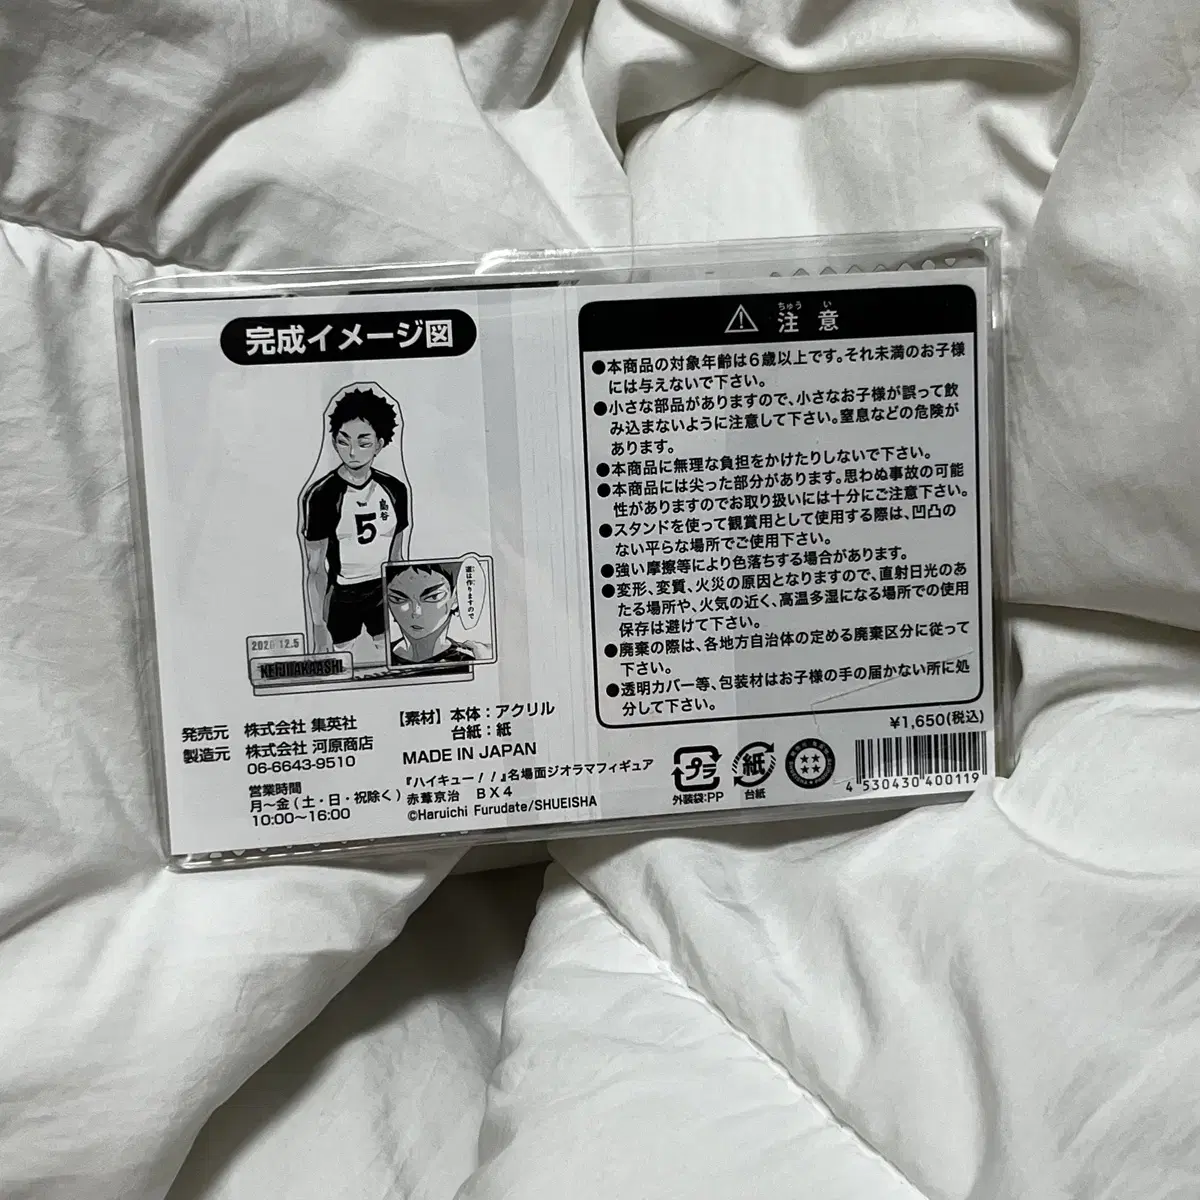 完成イメージ図
梟谷
5
道は作りますので
2020 12.5
KEIJI AKAASHI
発売元 株式会社 集英社
製造元 株式会社 河原商店
06-6643-9510
営業時間
月〜金(土・日・祝除く)
10:00〜16:00
【素材】本体:アクリル
台紙:紙
MADE IN JAPAN
『ハイキュー!!』名場面ジオラマフィギュア
赤葦京治 BX4
©Haruichi Furudate/SHUEISHA
ちゅう い
注意
●本商品の対象年齢は6歳以上です。それ未満のお子様
には与えないで下さい。
●小さな部品がありますので、小さなお子様が誤って飲
み込まないように注意して下さい。窒息などの危険が
あります。
●本商品に無理な負担をかけたりしないで下さい。
●本商品には尖った部分があります。思わぬ事故の可能
性がありますのでお取り扱いには十分にご注意下さい。
●スタンドを使って観賞用として使用する際は、凹凸の
ない平らな場所でご使用下さい。
●強い摩擦等により色落ちする場合があります。
●変形、変質、火災の原因となりますので、直射日光のあ
たる場所や、火気の近く、高温多湿になる場所での使用
保存は避けて下さい。
●廃棄の際は、各地方自治体の定める廃棄区分に従って
下さい。
●透明カバー等、包装材はお子様の手の届かない所に処
分して下さい。
¥1,650(税込)
プラ
外装袋:PP
紙
台紙
4 530430 400119